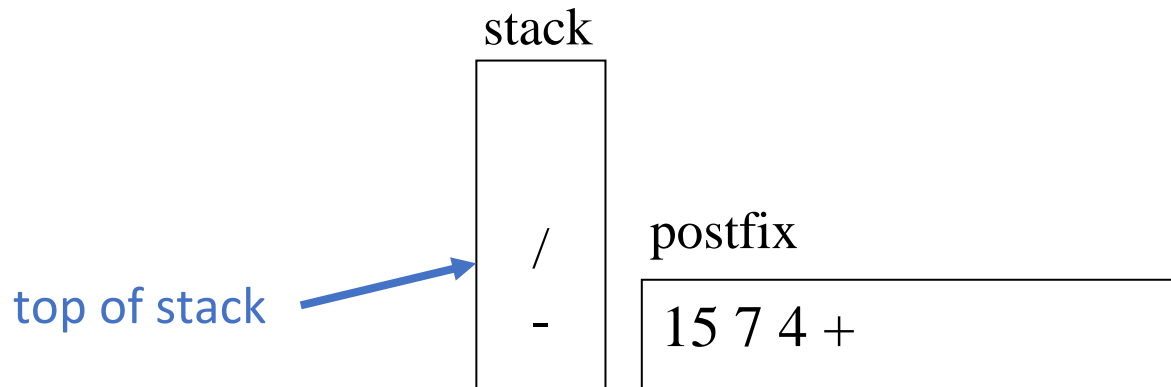 stack
/
postfix
top of stack
-
15 7 4 +